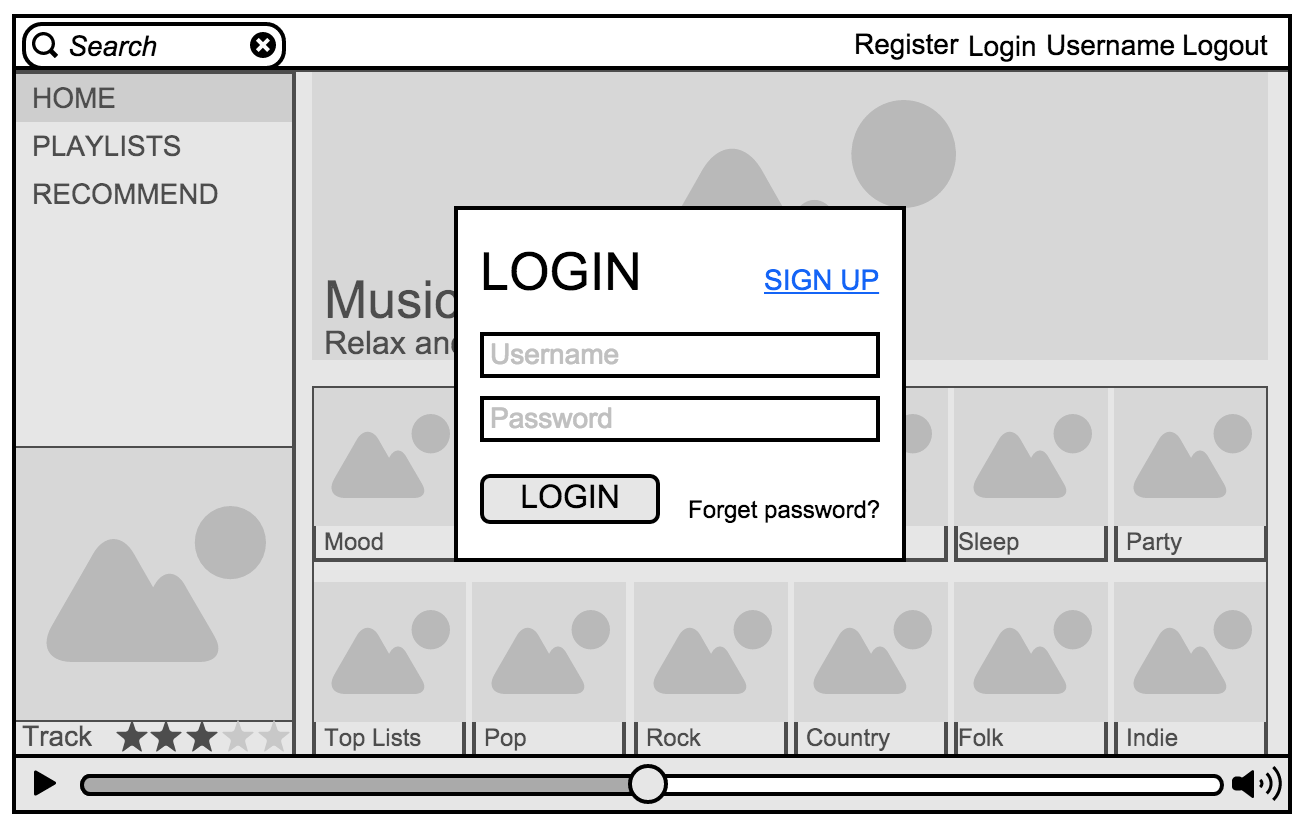 Search
Register Login Username Logout
HOME
PLAYLISTS
RECOMMEND
Music
Relax and
LOGIN
SIGN UP
Username
Password
LOGIN
Forget password?
Mood
Sleep
Party
Track
Top Lists
Pop
Rock
Country
Folk
Indie